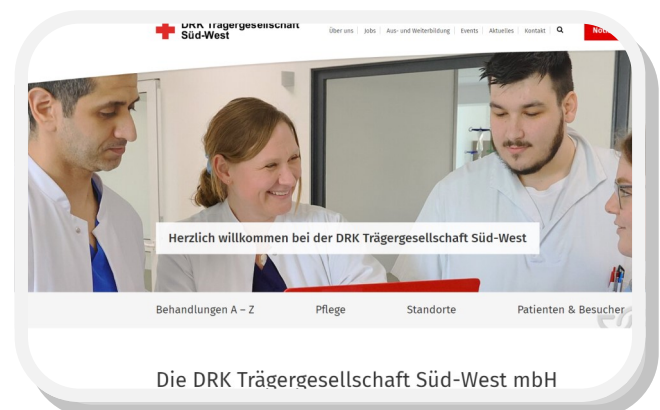 DRK Trägergesellschaft
Süd-West
Über uns | Jobs | Aus- und Weiterbildung | Events | Aktuelles | Kontakt
Herzlich willkommen bei der DRK Trägergesellschaft Süd-West
Behandlungen A – Z Pflege Standorte Patienten & Besucher
Die DRK Trägergesellschaft Süd-West mbH